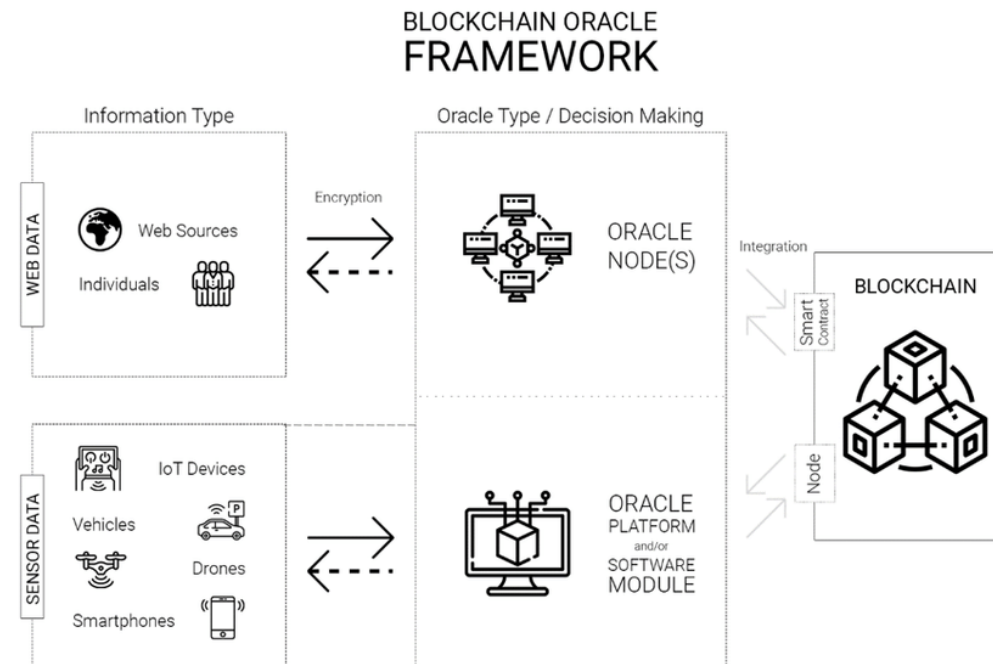 BLOCKCHAIN ORACLE
FRAMEWORK
Information Type
Oracle Type / Decision Making
WEB DATA
Web Sources
Individuals
Encryption
ORACLE
NODE(S)
Integration
BLOCKCHAIN
Smart
Contract
Node
SENSOR DATA
IoT Devices
Vehicles
P
Drones
Smartphones
ORACLE
PLATFORM
and/or
SOFTWARE
MODULE